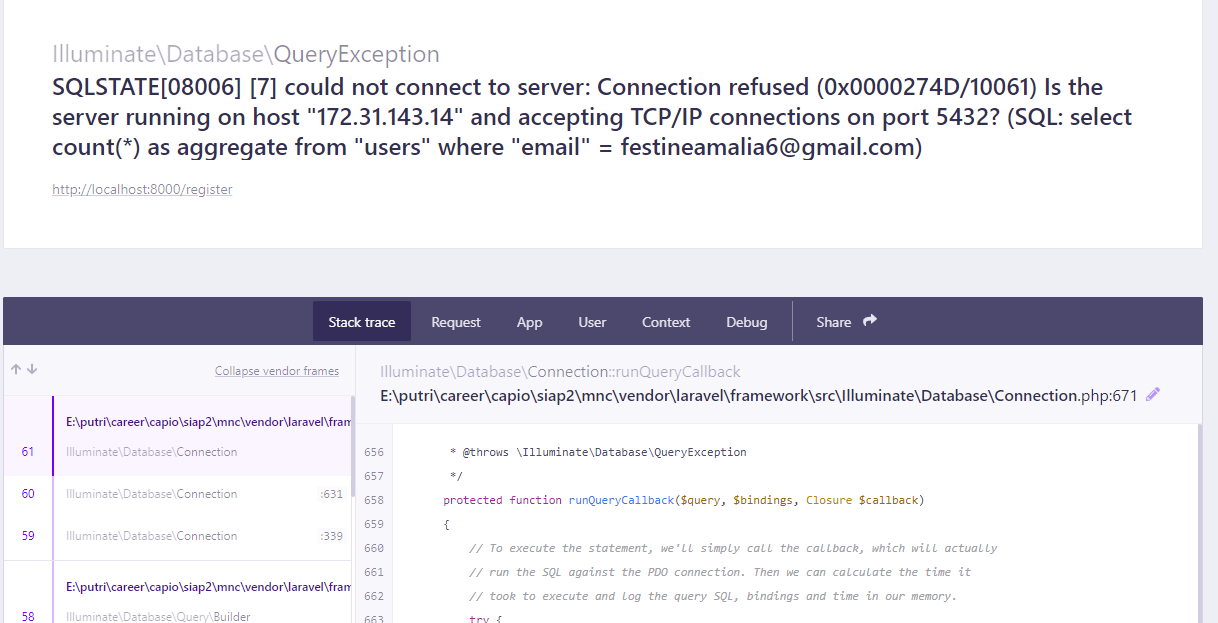 Illuminate\Database\QueryException
SQLSTATE[08006] [7] could not connect to server: Connection refused (0x0000274D/10061) Is the
server running on host "172.31.143.14" and accepting TCP/IP connections on port 5432? (SQL: select
count(*) as aggregate from "users" where "email" = festineamalia6@gmail.com)
http://localhost:8000/register
Stack trace Request App User Context Debug Share
Collapse vendor frames
Illuminate\Database\Connection::runQueryCallback
E:\putri\career\capio\siap2\mnc\vendor\laravel\framework\src\Illuminate\Database\Connection.php:671
E:\putri\career\capio\siap2\mnc\vendor\laravel\fram
61 Illuminate\Database\Connection
60 Illuminate\Database\Connection :631
59 Illuminate\Database\Connection :339
E:\putri\career\capio\siap2\mnc\vendor\laravel\fram
58 Illuminate\Database\Query\Builder
656 * @throws \Illuminate\Database\QueryException
657 */
658 protected function runQueryCallback($query, $bindings, Closure $callback)
659 {
660 // To execute the statement, we'll simply call the callback, which will actually
661 // run the SQL against the PDO connection. Then we can calculate the time it
662 // took to execute and log the query SQL, bindings and time in our memory.
663 try {